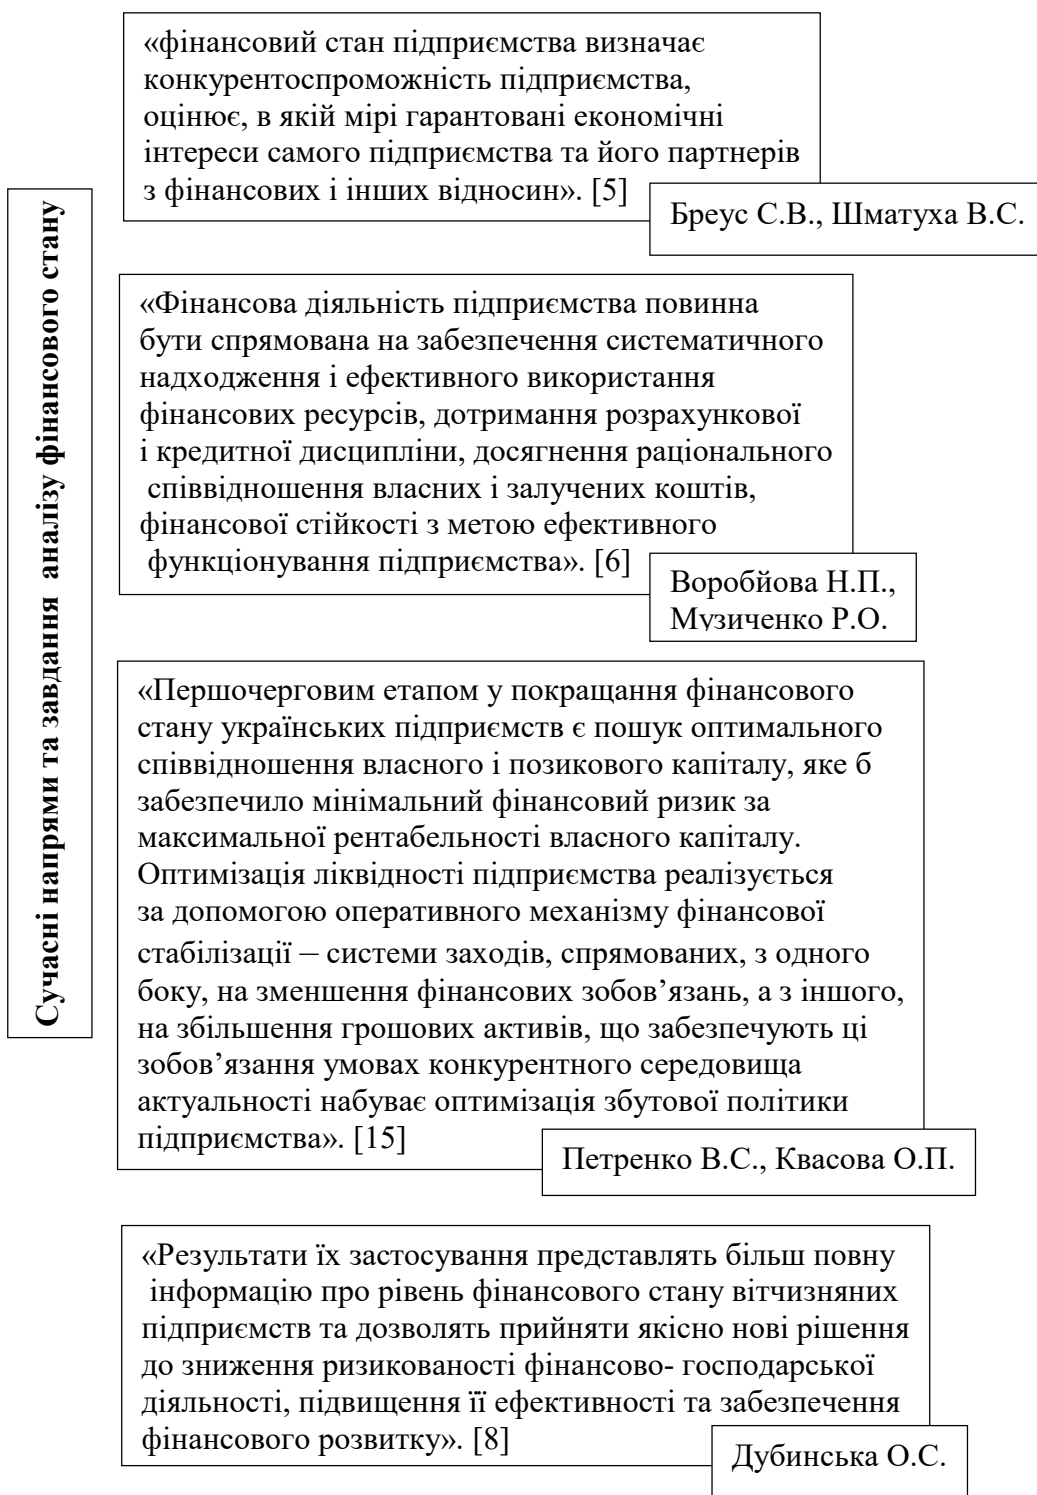 Сучасні напрями та завдання аналізу фінансового стану
«фінансовий стан підприємства визначає
конкурентоспроможність підприємства,
оцінює, в якій мірі гарантовані економічні
інтереси самого підприємства та його партнерів
з фінансових і інших відносин». [5]
Бреус С.В., Шматуха В.С.
«Фінансова діяльність підприємства повинна
бути спрямована на забезпечення систематичного
надходження і ефективного використання
фінансових ресурсів, дотримання розрахункової
і кредитної дисципліни, досягнення раціонального
співвідношення власних і залучених коштів,
фінансової стійкості з метою ефективного
функціонування підприємства». [6]
Воробйова Н.П.,
Музиченко Р.О.
«Першочерговим етапом у покращання фінансового
стану українських підприємств є пошук оптимального
співвідношення власного і позикового капіталу, яке б
забезпечило мінімальний фінансовий ризик за
максимальної рентабельності власного капіталу.
Оптимізація ліквідності підприємства реалізується
за допомогою оперативного механізму фінансової
стабілізації – системи заходів, спрямованих, з одного
боку, на зменшення фінансових зобов’язань, а з іншого,
на збільшення грошових активів, що забезпечують ці
зобов’язання умовах конкурентного середовища
актуальності набуває оптимізація збутової політики
підприємства». [15]
Петренко В.С., Квасова О.П.
«Результати їх застосування представлять більш повну
інформацію про рівень фінансового стану вітчизняних
підприємств та дозволять прийняти якісно нові рішення
до зниження ризикованості фінансово- господарської
діяльності, підвищення її ефективності та забезпечення
фінансового розвитку». [8]
Дубинська О.С.